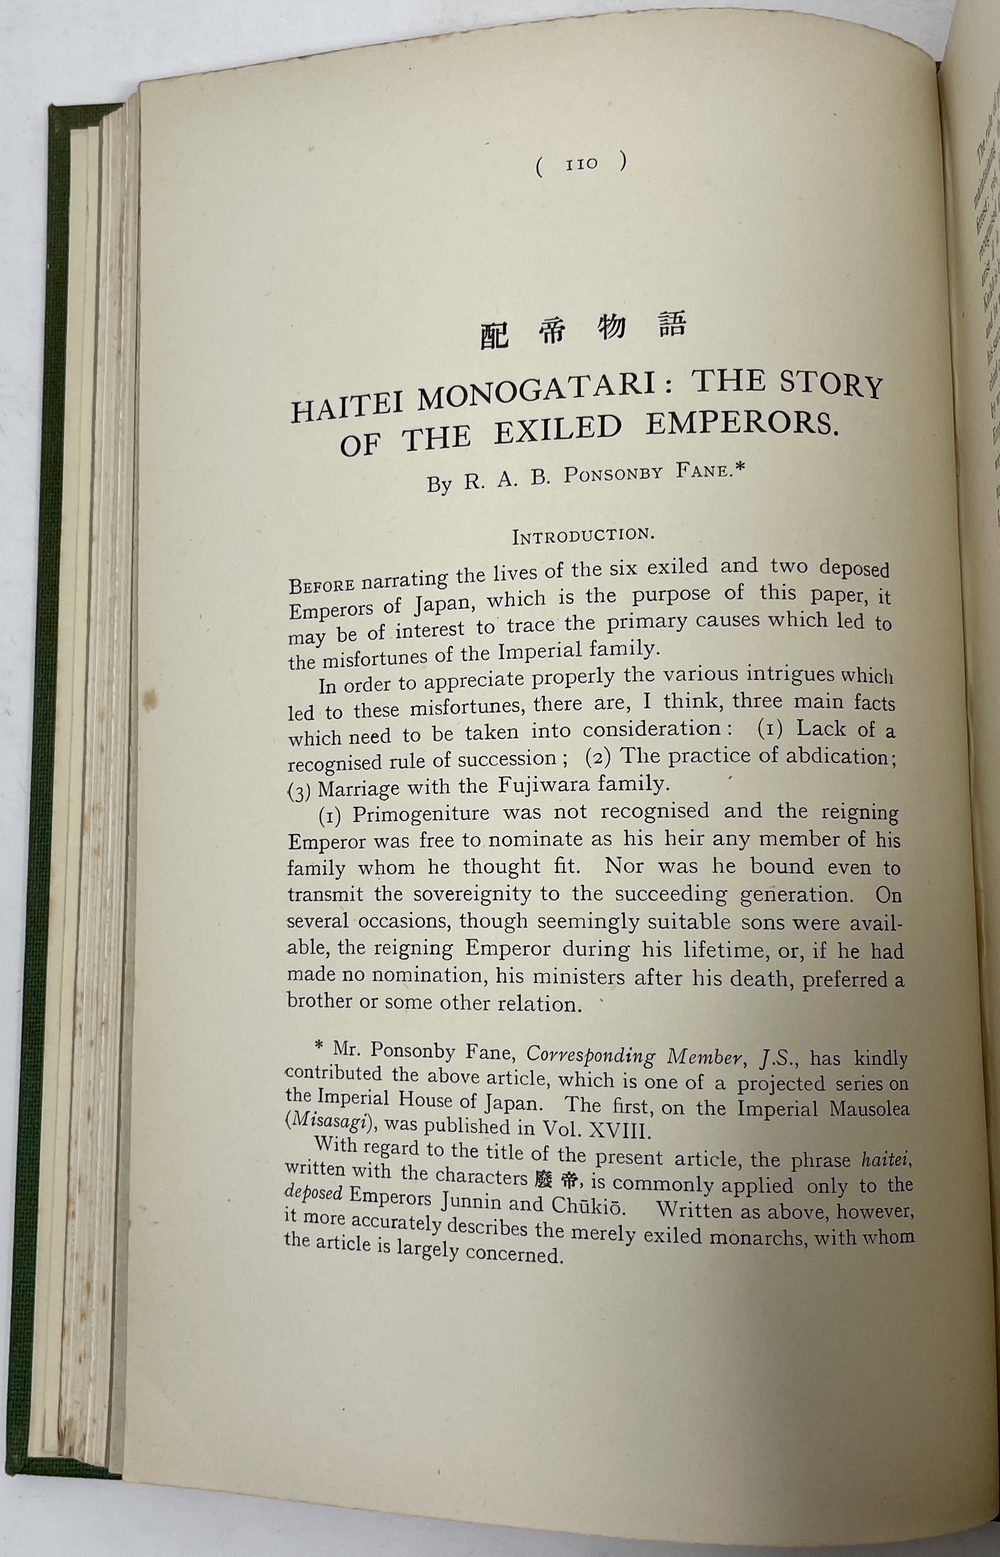 ( 110 )
配帝物語
HAITEI MONOGATARI: THE STORY
OF THE EXILED EMPERORS.
By R. A. B. PONSONBY FANE.*
INTRODUCTION.
BEFORE narrating the lives of the six exiled and two deposed
Emperors of Japan, which is the purpose of this paper, it
may be of interest to trace the primary causes which led to
the misfortunes of the Imperial family.
In order to appreciate properly the various intrigues which
led to these misfortunes, there are, I think, three main facts
which need to be taken into consideration: (1) Lack of a
recognised rule of succession; (2) The practice of abdication;
(3) Marriage with the Fujiwara family.
(1) Primogeniture was not recognised and the reigning
Emperor was free to nominate as his heir any member of his
family whom he thought fit. Nor was he bound even to
transmit the sovereignity to the succeeding generation. On
several occasions, though seemingly suitable sons were avail-
able, the reigning Emperor during his lifetime, or, if he had
made no nomination, his ministers after his death, preferred a
brother or some other relation.
* Mr. Ponsonby Fane, Corresponding Member, J.S., has kindly
contributed the above article, which is one of a projected series on
the Imperial House of Japan. The first, on the Imperial Mausolea
(Misasagi), was published in Vol. XVIII.
With regard to the title of the present article, the phrase haitei,
written with the characters 廢帝, is commonly applied only to the
deposed Emperors Junnin and Chūkiō. Written as above, however,
it more accurately describes the merely exiled monarchs, with whom
the article is largely concerned.